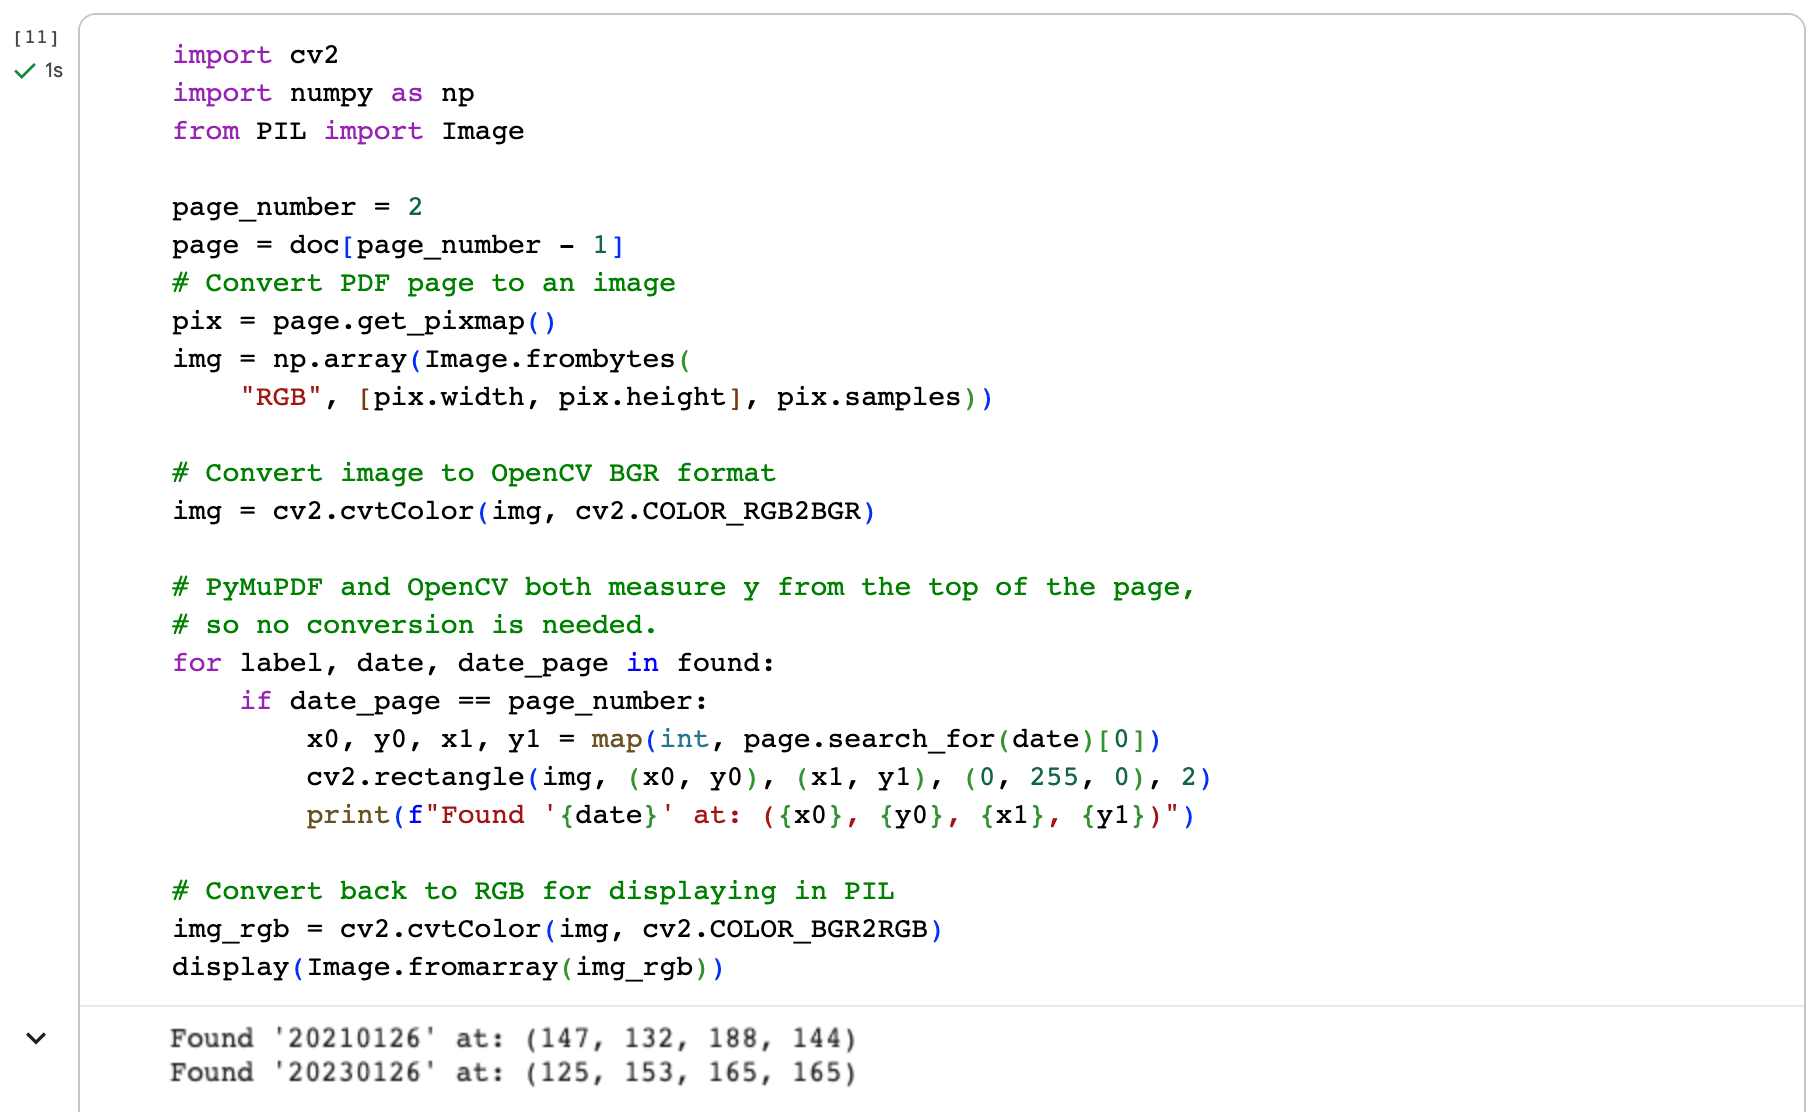 [11]
1s
import cv2
import numpy as np
from PIL import Image

page_number = 2
page = doc[page_number - 1]
# Convert PDF page to an image
pix = page.get_pixmap()
img = np.array(Image.frombytes(
    "RGB", [pix.width, pix.height], pix.samples))

# Convert image to OpenCV BGR format
img = cv2.cvtColor(img, cv2.COLOR_RGB2BGR)

# PyMuPDF and OpenCV both measure y from the top of the page,
# so no conversion is needed.
for label, date, date_page in found:
    if date_page == page_number:
        x0, y0, x1, y1 = map(int, page.search_for(date)[0])
        cv2.rectangle(img, (x0, y0), (x1, y1), (0, 255, 0), 2)
        print(f"Found '{date}' at: ({x0}, {y0}, {x1}, {y1})")

# Convert back to RGB for displaying in PIL
img_rgb = cv2.cvtColor(img, cv2.COLOR_BGR2RGB)
display(Image.fromarray(img_rgb))
Found '20210126' at: (147, 132, 188, 144)
Found '20230126' at: (125, 153, 165, 165)